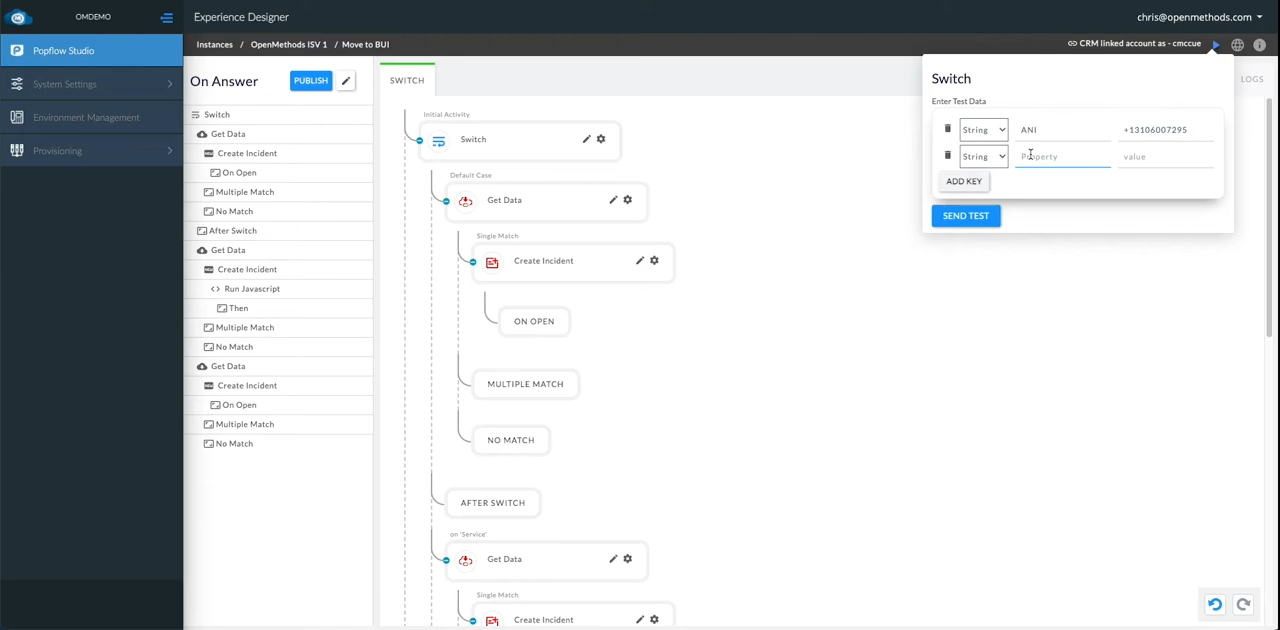 OMDEMO
Experience Designer
chris@openmethods.com
Popflow Studio
Instances / OpenMethods ISV 1 / Move to BUI
CRM linked account as - cmccue
On Answer
PUBLISH
SWITCH
LOGS
System Settings
Environment Management
Provisioning
Switch
Get Data
Create Incident
On Open
Multiple Match
No Match
After Switch
Get Data
Create Incident
Run Javascript
Then
Multiple Match
No Match
Get Data
Create Incident
On Open
Multiple Match
No Match
Initial Activity
Switch
Default Case
Get Data
Single Match
Create Incident
ON OPEN
MULTIPLE MATCH
NO MATCH
AFTER SWITCH
on 'Service'
Get Data
Single Match
Create Incident
Switch
Enter Test Data
String ANI +13106007295
String Property value
ADD KEY
SEND TEST